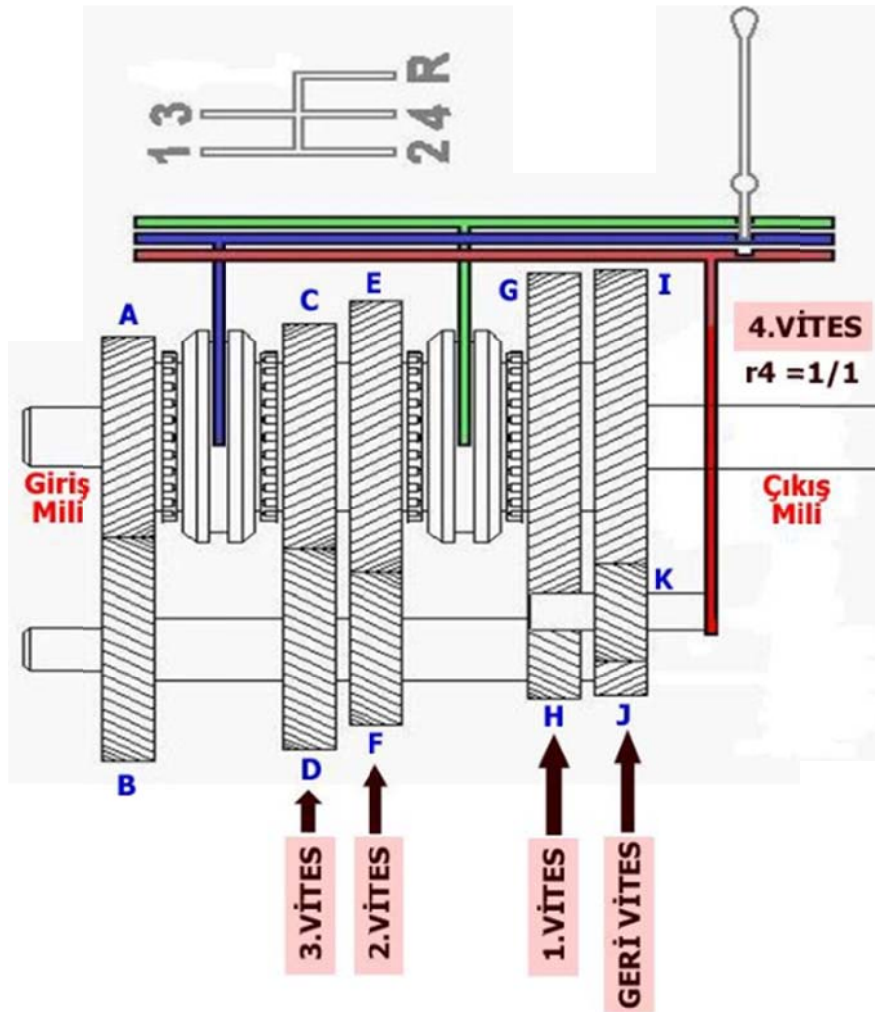 R
3 4
1 2
A
C
E
G
I
4.VİTES
r4 =1/1
Giriş
Mili
Çıkış
Mili
K
B
D
F
H
J
3.VİTES
2.VİTES
1.VİTES
GERİ VİTES